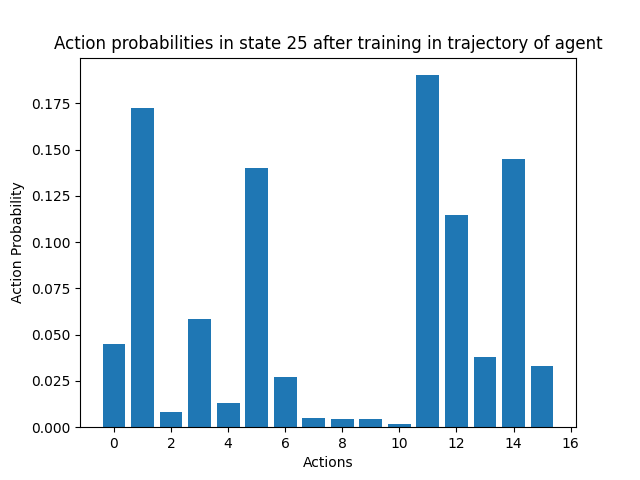 Action probabilities in state 25 after training in trajectory of agent
0.175
0.150
0.125
0.100
0.075
0.050
0.025
0.000
Action Probability
0 2 4 6 8 10 12 14 16
Actions